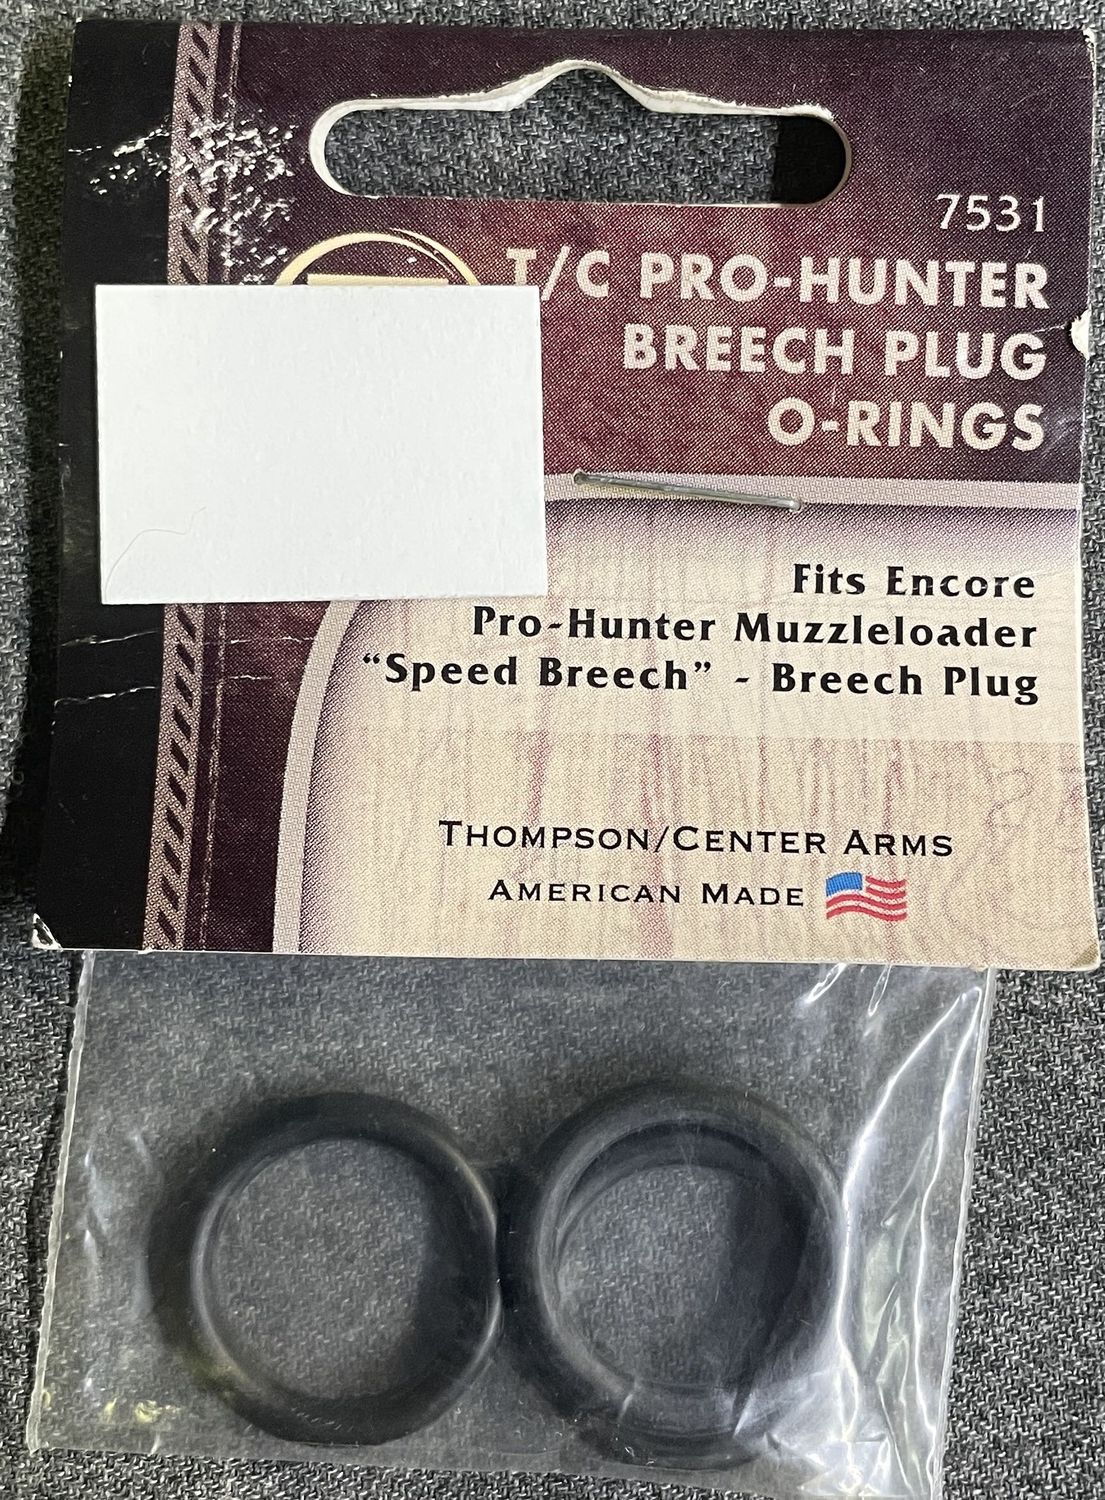 7531
T/C PRO-HUNTER
BREECH PLUG
O-RINGS
Fits Encore
Pro-Hunter Muzzleloader
“Speed Breech” - Breech Plug
THOMPSON/CENTER ARMS
AMERICAN MADE